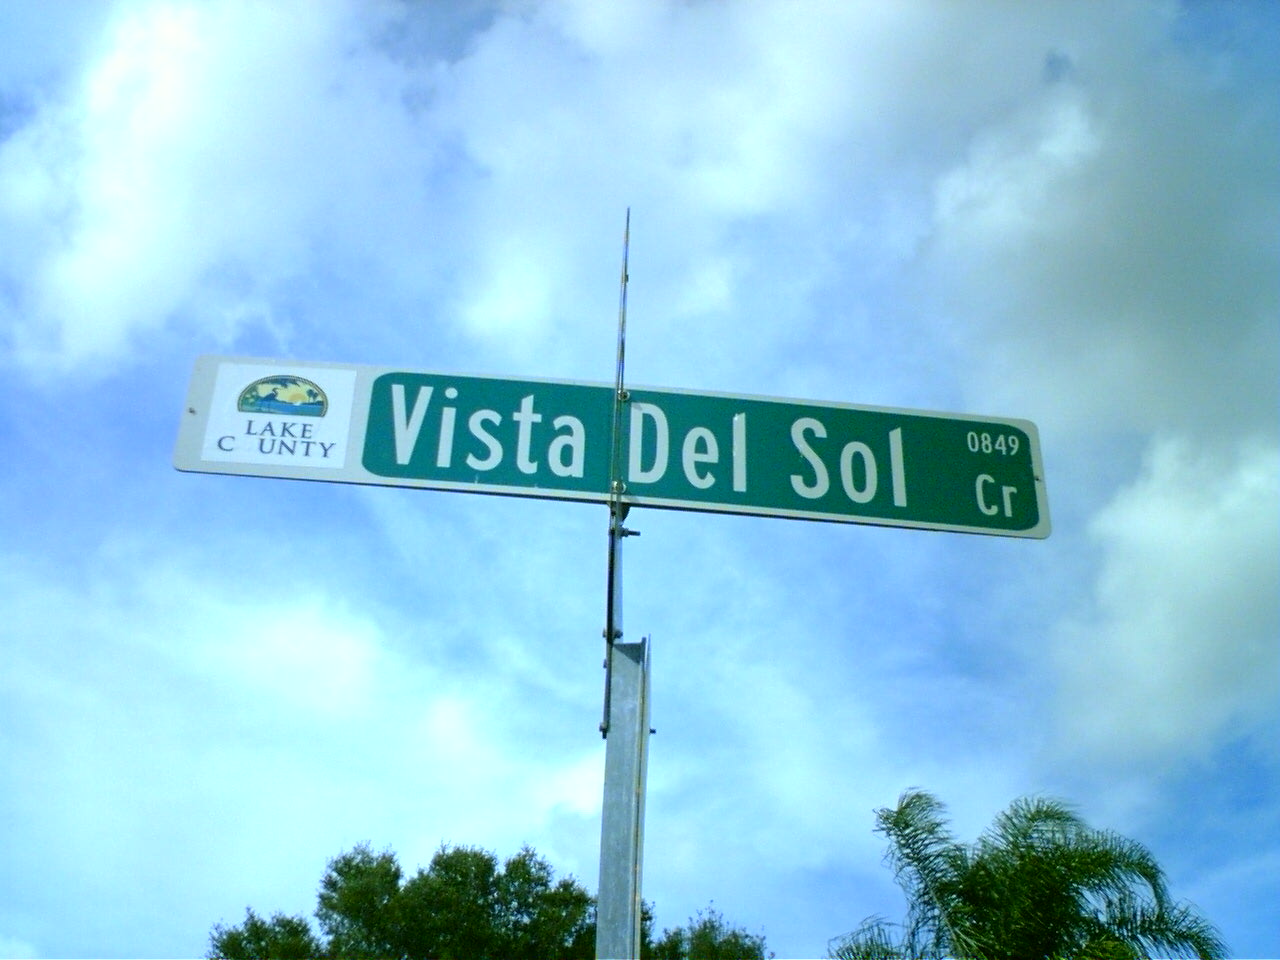 LAKE
C UNTY
Vista Del Sol
0849
Cr